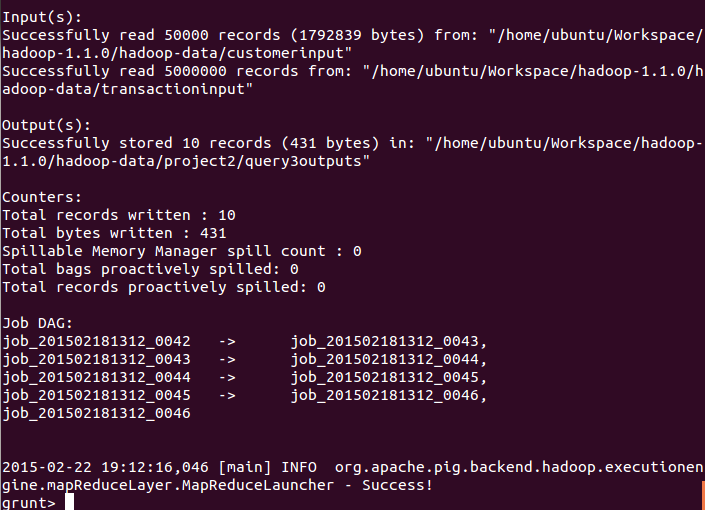 Input(s):
Successfully read 50000 records (1792839 bytes) from: "/home/ubuntu/Workspace/
hadoop-1.1.0/hadoop-data/customerinput"
Successfully read 5000000 records from: "/home/ubuntu/Workspace/hadoop-1.1.0/h
adoop-data/transactioninput"

Output(s):
Successfully stored 10 records (431 bytes) in: "/home/ubuntu/Workspace/hadoop-
1.1.0/hadoop-data/project2/query3outputs"

Counters:
Total records written : 10
Total bytes written : 431
Spillable Memory Manager spill count : 0
Total bags proactively spilled: 0
Total records proactively spilled: 0

Job DAG:
job_201502181312_0042   ->      job_201502181312_0043,
job_201502181312_0043   ->      job_201502181312_0044,
job_201502181312_0044   ->      job_201502181312_0045,
job_201502181312_0045   ->      job_201502181312_0046,
job_201502181312_0046

2015-02-22 19:12:16,046 [main] INFO  org.apache.pig.backend.hadoop.executionen
gine.mapReduceLayer.MapReduceLauncher - Success!
grunt>